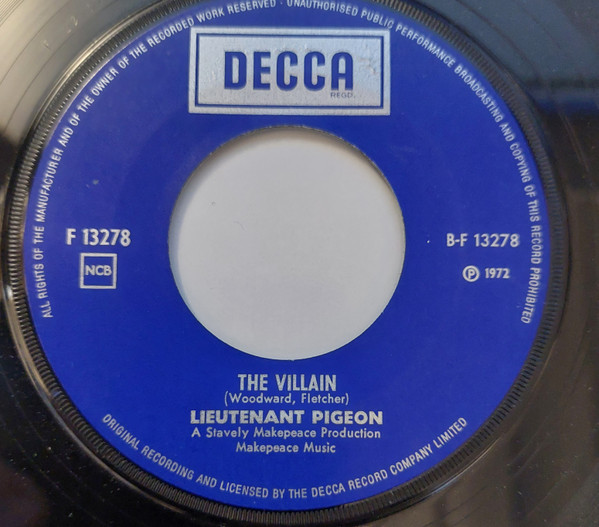 ALL RIGHTS OF THE MANUFACTURER AND OF THE OWNER OF THE RECORDED WORK RESERVED · UNAUTHORISED PUBLIC PERFORMANCE BROADCASTING AND COPYING OF THIS RECORD PROHIBITED
DECCA
REGD.
F 13278
NCB
B-F 13278
Ⓟ 1972
THE VILLAIN
(Woodward, Fletcher)
LIEUTENANT PIGEON
A Stavely Makepeace Production
Makepeace Music
ORIGINAL RECORDING AND LICENSED BY THE DECCA RECORD COMPANY LIMITED